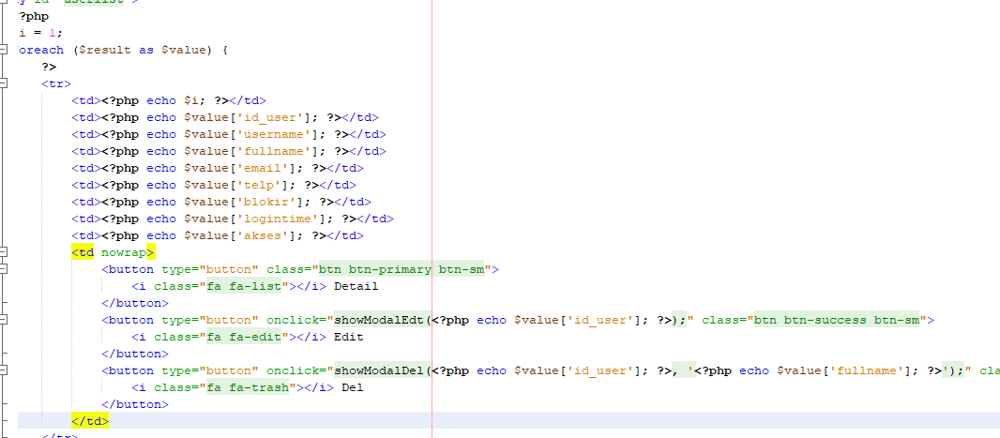 y id="userlist">
?php
i = 1;
oreach ($result as $value) {
?>
<tr>
<td><?php echo $i; ?></td>
<td><?php echo $value['id_user']; ?></td>
<td><?php echo $value['username']; ?></td>
<td><?php echo $value['fullname']; ?></td>
<td><?php echo $value['email']; ?></td>
<td><?php echo $value['telp']; ?></td>
<td><?php echo $value['blokir']; ?></td>
<td><?php echo $value['logintime']; ?></td>
<td><?php echo $value['akses']; ?></td>
<td nowrap>
<button type="button" class="btn btn-primary btn-sm">
<i class="fa fa-list"></i> Detail
</button>
<button type="button" onclick="showModalEdt(<?php echo $value['id_user']; ?>);" class="btn btn-success btn-sm">
<i class="fa fa-edit"></i> Edit
</button>
<button type="button" onclick="showModalDel(<?php echo $value['id_user']; ?>, '<?php echo $value['fullname']; ?>');" cla
<i class="fa fa-trash"></i> Del
</button>
</td>
</tr>